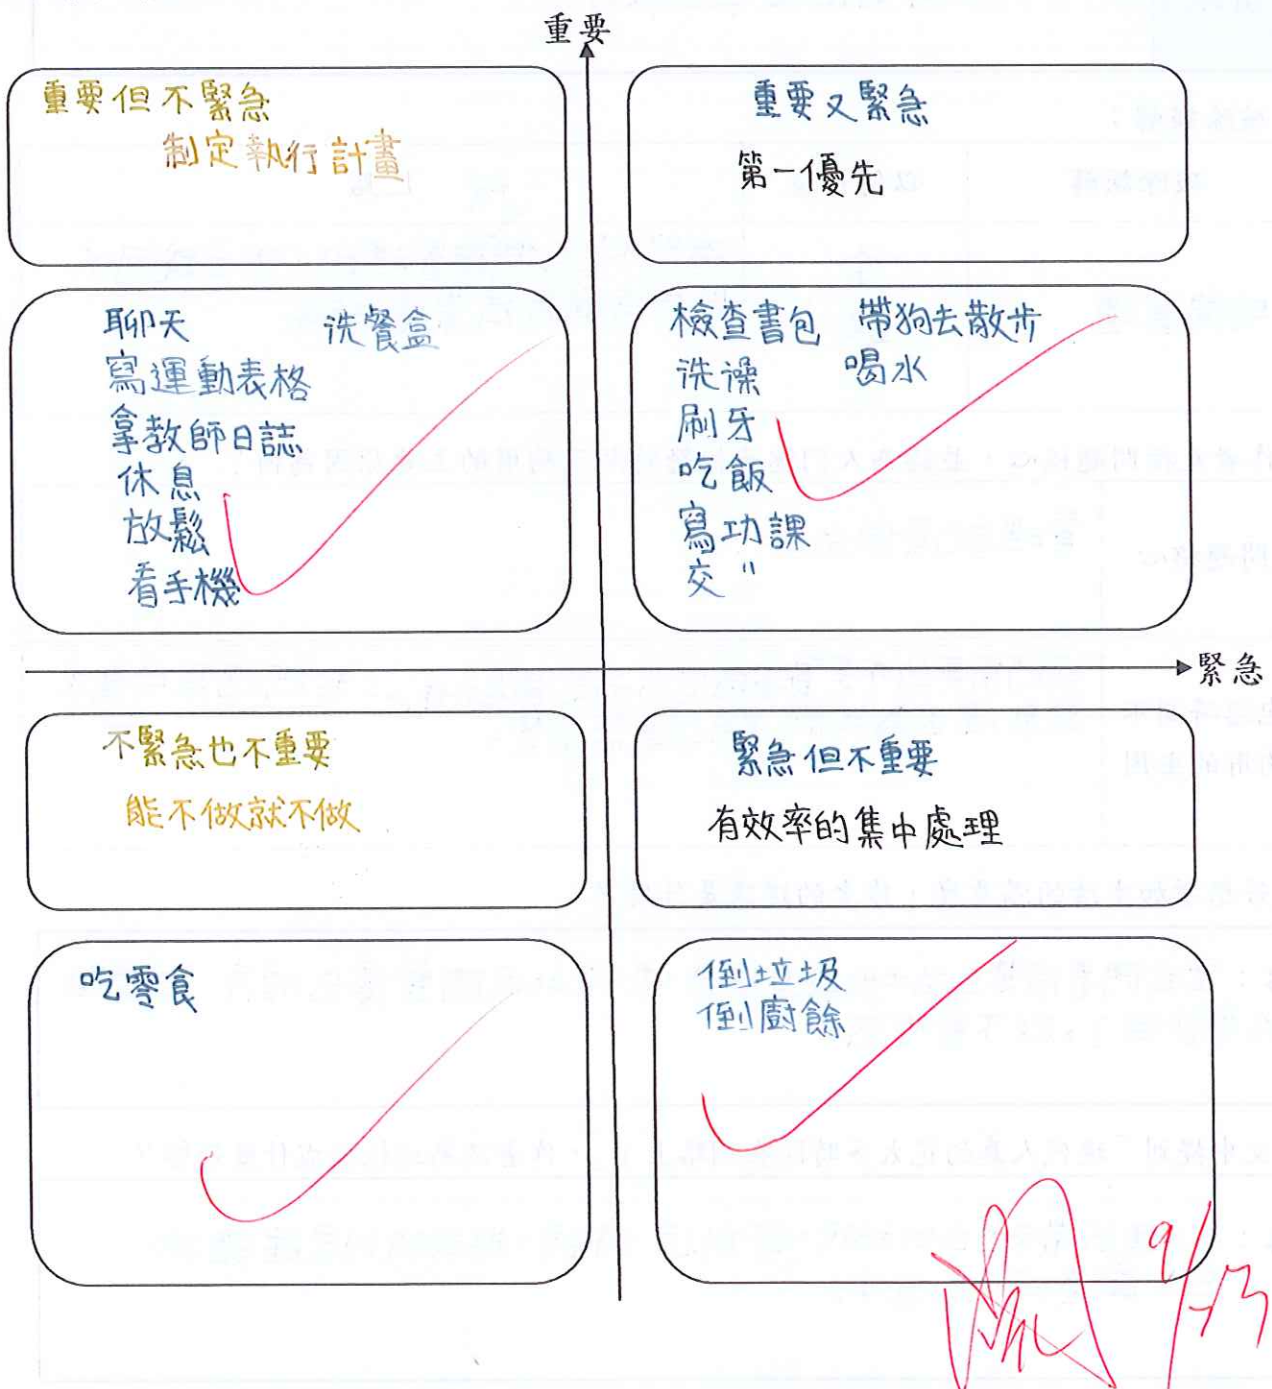 重要
重要但不緊急
制定執行計畫
重要又緊急
第一優先
聊天 洗餐盒
寫運動表格
拿教師日誌
休息
放鬆
看手機
檢查書包 帶狗去散步
洗澡 喝水
刷牙
吃飯
寫功課
交〃
緊急
不緊急也不重要
能不做就不做
緊急但不重要
有效率的集中處理
吃零食
倒垃圾
倒廚餘